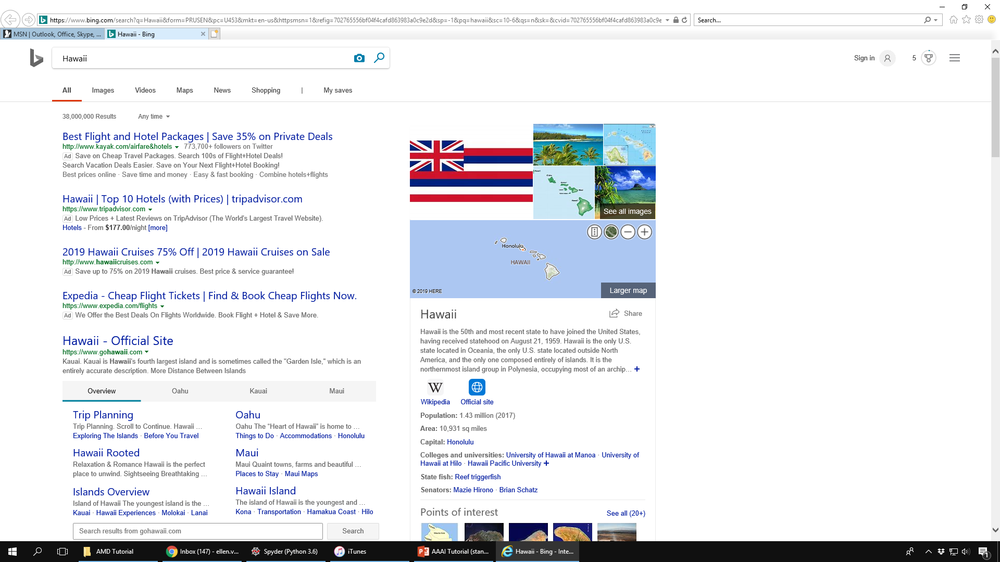 https://www.bing.com/search?q=Hawaii&form=PRUSEN&pc=U453&mkt=en-us&httpsmsn=1&refig=702765556bf04f4cafd863983a0c9e2d&sp=-1&pq=hawaii&sc=10-6&qs=n&sk=&cvid=702765556bf04f4cafd863983a0c9e
Search...
MSN | Outlook, Office, Skype, ...
Hawaii - Bing
Hawaii
Sign in
5
All
Images
Videos
Maps
News
Shopping
|
My saves
38,000,000 Results
Any time
Best Flight and Hotel Packages | Save 35% on Private Deals
http://www.kayak.com/airfare&hotels 773,700+ followers on Twitter
Ad Save on Cheap Travel Packages. Search 100s of Flight+Hotel Deals!
Search Vacation Deals Easier. Save on Your Next Flight+Hotel Booking!
Best prices online · Save time and money · Easy & fast booking · Combine hotels+flights
Hawaii | Top 10 Hotels (with Prices) | tripadvisor.com
https://www.tripadvisor.com
Ad Low Prices + Latest Reviews on TripAdvisor (The World's Largest Travel Website).
Hotels - From $177.00/night [more]
2019 Hawaii Cruises 75% Off | 2019 Hawaii Cruises on Sale
http://www.hawaiicruises.com
Ad Save up to 75% on 2019 Hawaii cruises. Best price & service guarantee!
Expedia - Cheap Flight Tickets | Find & Book Cheap Flights Now.
https://www.expedia.com/flights
Ad We Offer the Best Deals On Flights Worldwide. Book Flight + Hotel & Save More.
Hawaii - Official Site
https://www.gohawaii.com
Kauai. Kauai is Hawaii's fourth largest island and is sometimes called the "Garden Isle," which is an
entirely accurate description. More Distance Between Islands
Overview
Oahu
Kauai
Maui
Trip Planning
Trip Planning. Scroll to Continue. Hawaii ...
Exploring The Islands · Before You Travel
Hawaii Rooted
Relaxation & Romance Hawaii is the perfect
place to unwind. Sightseeing Breathtaking ...
Islands Overview
Island of Hawaii The youngest island is the ...
Kauai · Hawaii Experiences · Molokai · Lanai
Oahu
Oahu The “Heart of Hawaii” is home to ...
Things to Do · Accommodations · Honolulu
Maui
Maui Quaint towns, farms and beautiful ...
Places to Stay · Maui Maps
Hawaii Island
The island of Hawaii is the youngest and ...
Kona · Transportation · Hamakua Coast · Hilo
Search results from gohawaii.com
Search
See all images
Honolulu
HAWAII
© 2019 HERE
Larger map
Hawaii
Share
Hawaii is the 50th and most recent state to have joined the United States,
having received statehood on August 21, 1959. Hawaii is the only U.S.
state located in Oceania, the only U.S. state located outside North
America, and the only one composed entirely of islands. It is the
northernmost island group in Polynesia, occupying most of an archip... +
W
Wikipedia
Official site
Population: 1.43 million (2017)
Area: 10,931 sq miles
Capital: Honolulu
Colleges and universities: University of Hawaii at Manoa · University of
Hawaii at Hilo · Hawaii Pacific University +
State fish: Reef triggerfish
Senators: Mazie Hirono · Brian Schatz
Points of interest
See all (20+)
AMD Tutorial
Inbox (147) - ellen.v...
Spyder (Python 3.6)
iTunes
AAAI Tutorial (stan...
Hawaii - Bing - Inte...
1